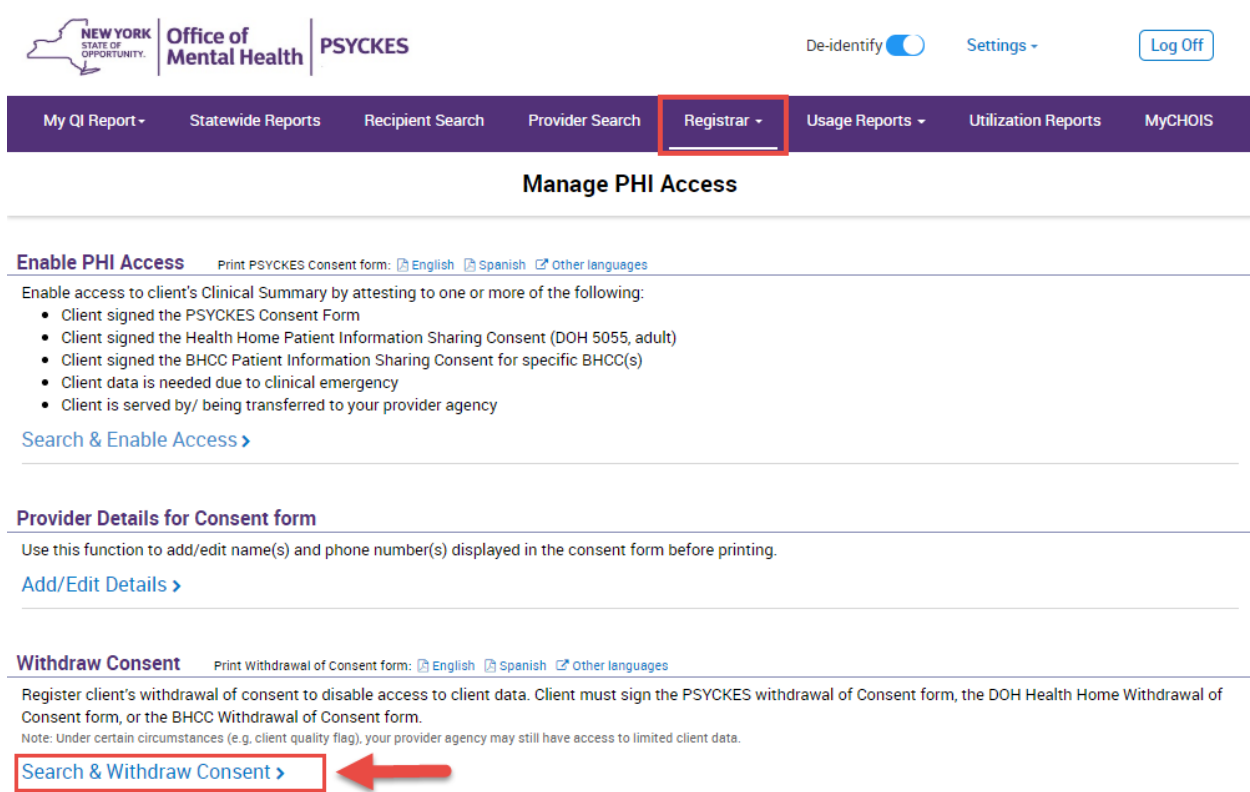 NEW YORK
STATE OF
OPPORTUNITY.
Office of
Mental Health
PSYCKES
De-identify
Settings
Log Off
My QI Report
Statewide Reports
Recipient Search
Provider Search
Registrar
Usage Reports
Utilization Reports
MyCHOIS
Manage PHI Access
Enable PHI Access Print PSYCKES Consent form: English Spanish Other languages
Enable access to client's Clinical Summary by attesting to one or more of the following:
• Client signed the PSYCKES Consent Form
• Client signed the Health Home Patient Information Sharing Consent (DOH 5055, adult)
• Client signed the BHCC Patient Information Sharing Consent for specific BHCC(s)
• Client data is needed due to clinical emergency
• Client is served by/ being transferred to your provider agency
Search & Enable Access >
Provider Details for Consent form
Use this function to add/edit name(s) and phone number(s) displayed in the consent form before printing.
Add/Edit Details >
Withdraw Consent Print Withdrawal of Consent form: English Spanish Other languages
Register client's withdrawal of consent to disable access to client data. Client must sign the PSYCKES withdrawal of Consent form, the DOH Health Home Withdrawal of
Consent form, or the BHCC Withdrawal of Consent form.
Note: Under certain circumstances (e.g, client quality flag), your provider agency may still have access to limited client data.
Search & Withdraw Consent >